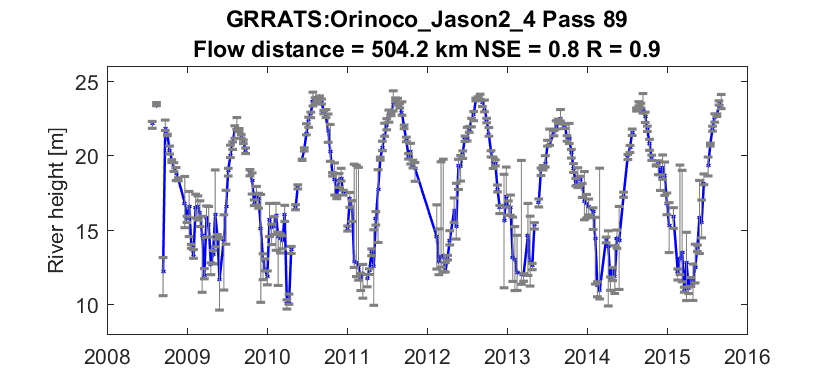 GRRATS:Orinoco_Jason2_4 Pass 89
Flow distance = 504.2 km NSE = 0.8 R = 0.9
River height [m]
25
20
15
10
2008 2009 2010 2011 2012 2013 2014 2015 2016